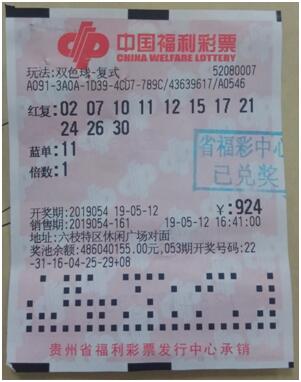 中国福利彩票
CHINA WELFARE LOTTERY
玩法:双色球-复式 52080007
A091-3A0A-1D39-4CD7-789C/43639617/A0546
红复:02 07 10 11 12 15 17 21
24 26 30
蓝单:11
倍数:1
省福彩中心
已兑奖
开奖期:2019054 19-05-12 ¥:924
销售期:2019054-161 19-05-12 16:41:00
地址:六枝特区休闲广场对面
奖池余额:486040155.00元,053期开奖号码:22
-31-16-04-25-29+08
贵州省福利彩票发行中心承销